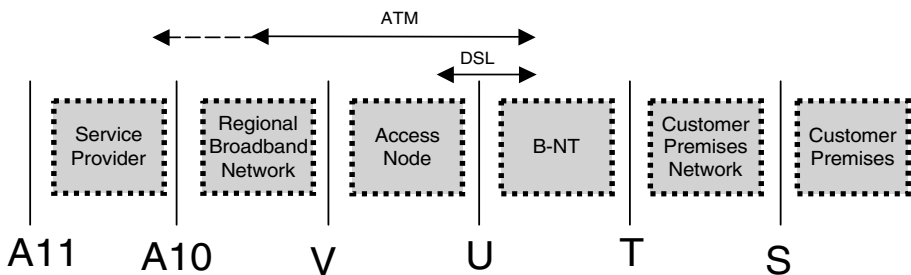 ATM
DSL
Service
Provider
Regional
Broadband
Network
Access
Node
B-NT
Customer
Premises
Network
Customer
Premises
A11
A10
V
U
T
S